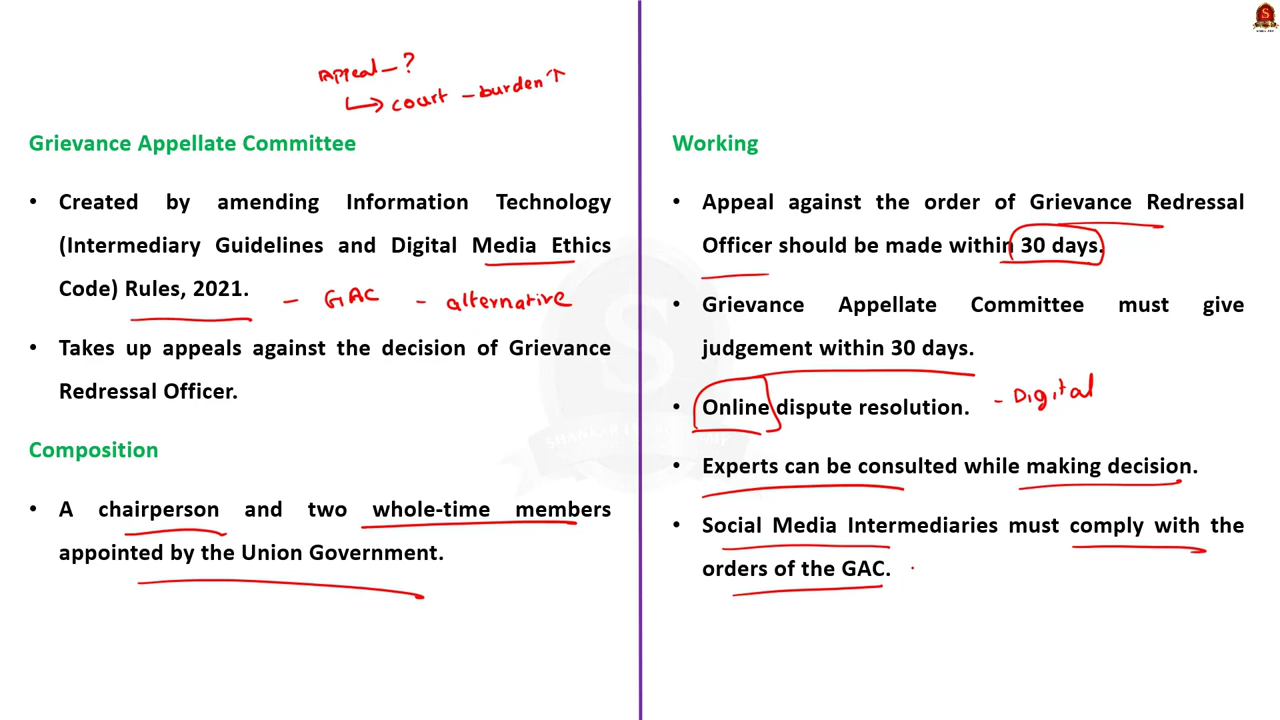 Appeal - ?
↳ court - burden ↑
Grievance Appellate Committee
• Created by amending Information Technology
(Intermediary Guidelines and Digital Media Ethics
Code) Rules, 2021.
- GAC - alternative
• Takes up appeals against the decision of Grievance
Redressal Officer.
Composition
• A chairperson and two whole-time members
appointed by the Union Government.
Working
• Appeal against the order of Grievance Redressal
Officer should be made within 30 days.
• Grievance Appellate Committee must give
judgement within 30 days.
• Online dispute resolution.
- Digital
• Experts can be consulted while making decision.
• Social Media Intermediaries must comply with the
orders of the GAC.
S